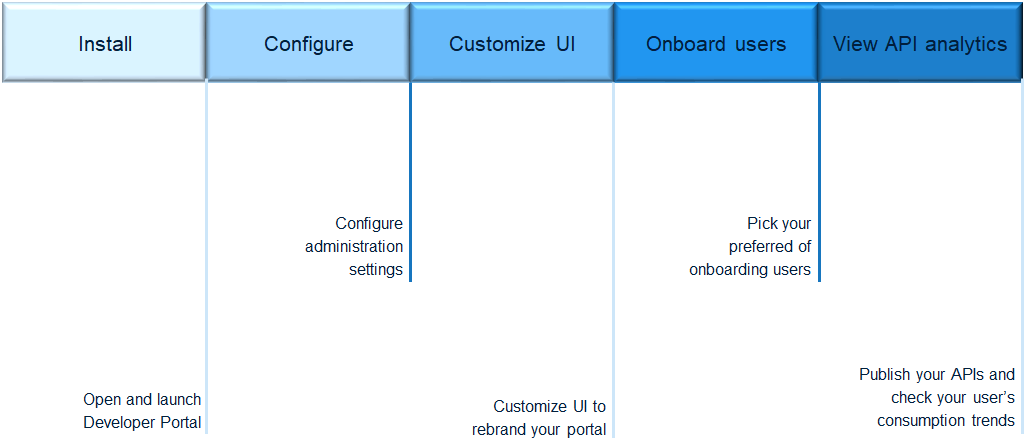 Install
Configure
Customize UI
Onboard users
View API analytics
Configure
administration
settings
Pick your
preferred of
onboarding users
Open and launch
Developer Portal
Customize UI to
rebrand your portal
Publish your APIs and
check your user’s
consumption trends